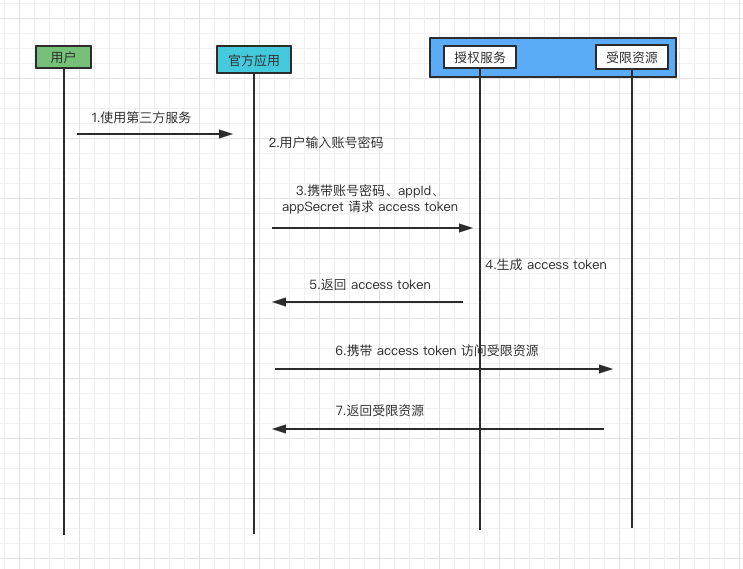 用户
官方应用
授权服务
受限资源
1.使用第三方服务
2.用户输入账号密码
3.携带账号密码、appId、
appSecret 请求 access token
4.生成 access token
5.返回 access token
6.携带 access token 访问受限资源
7.返回受限资源